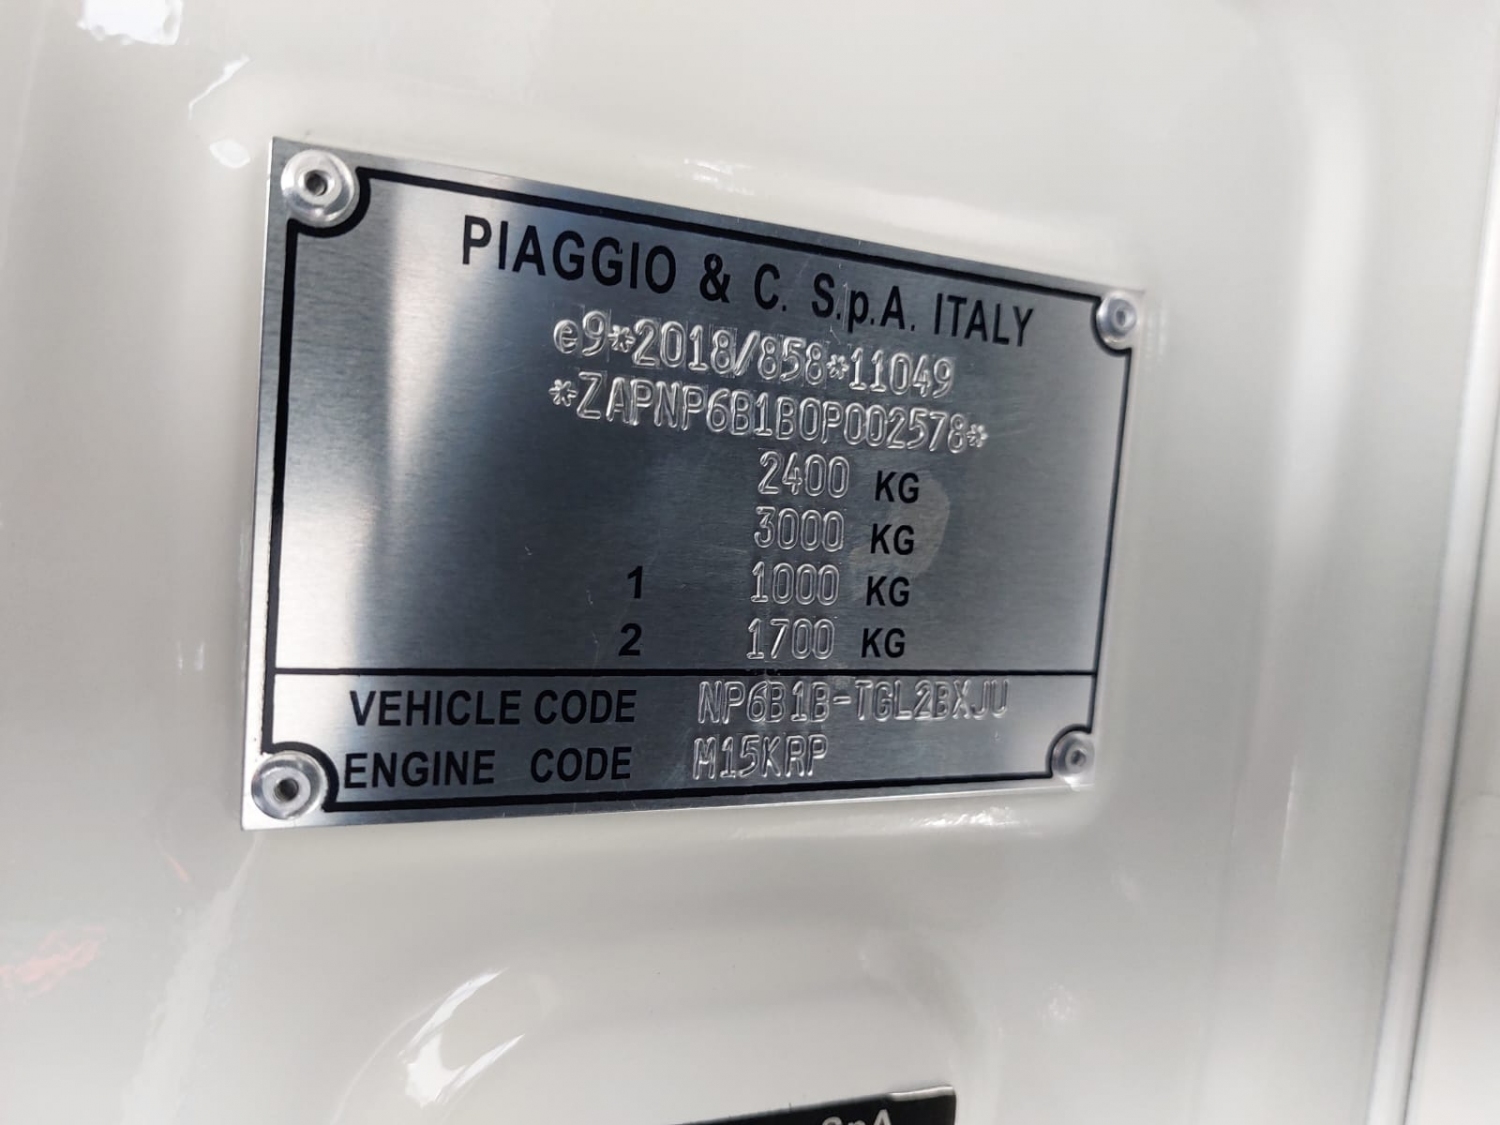 PIAGGIO & C. S.p.A. ITALY
e9*2018/858*11049
*ZAPNP6B1B0P002578*
2400 KG
3000 KG
1 1000 KG
2 1700 KG
VEHICLE CODE NP6B1B-TGL2BXJU
ENGINE CODE M15KRP
SpA